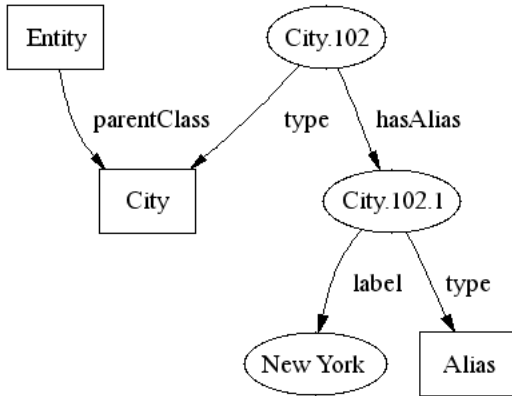 Entity
City.102
parentClass
type
hasAlias
City
City.102.1
label
type
New York
Alias